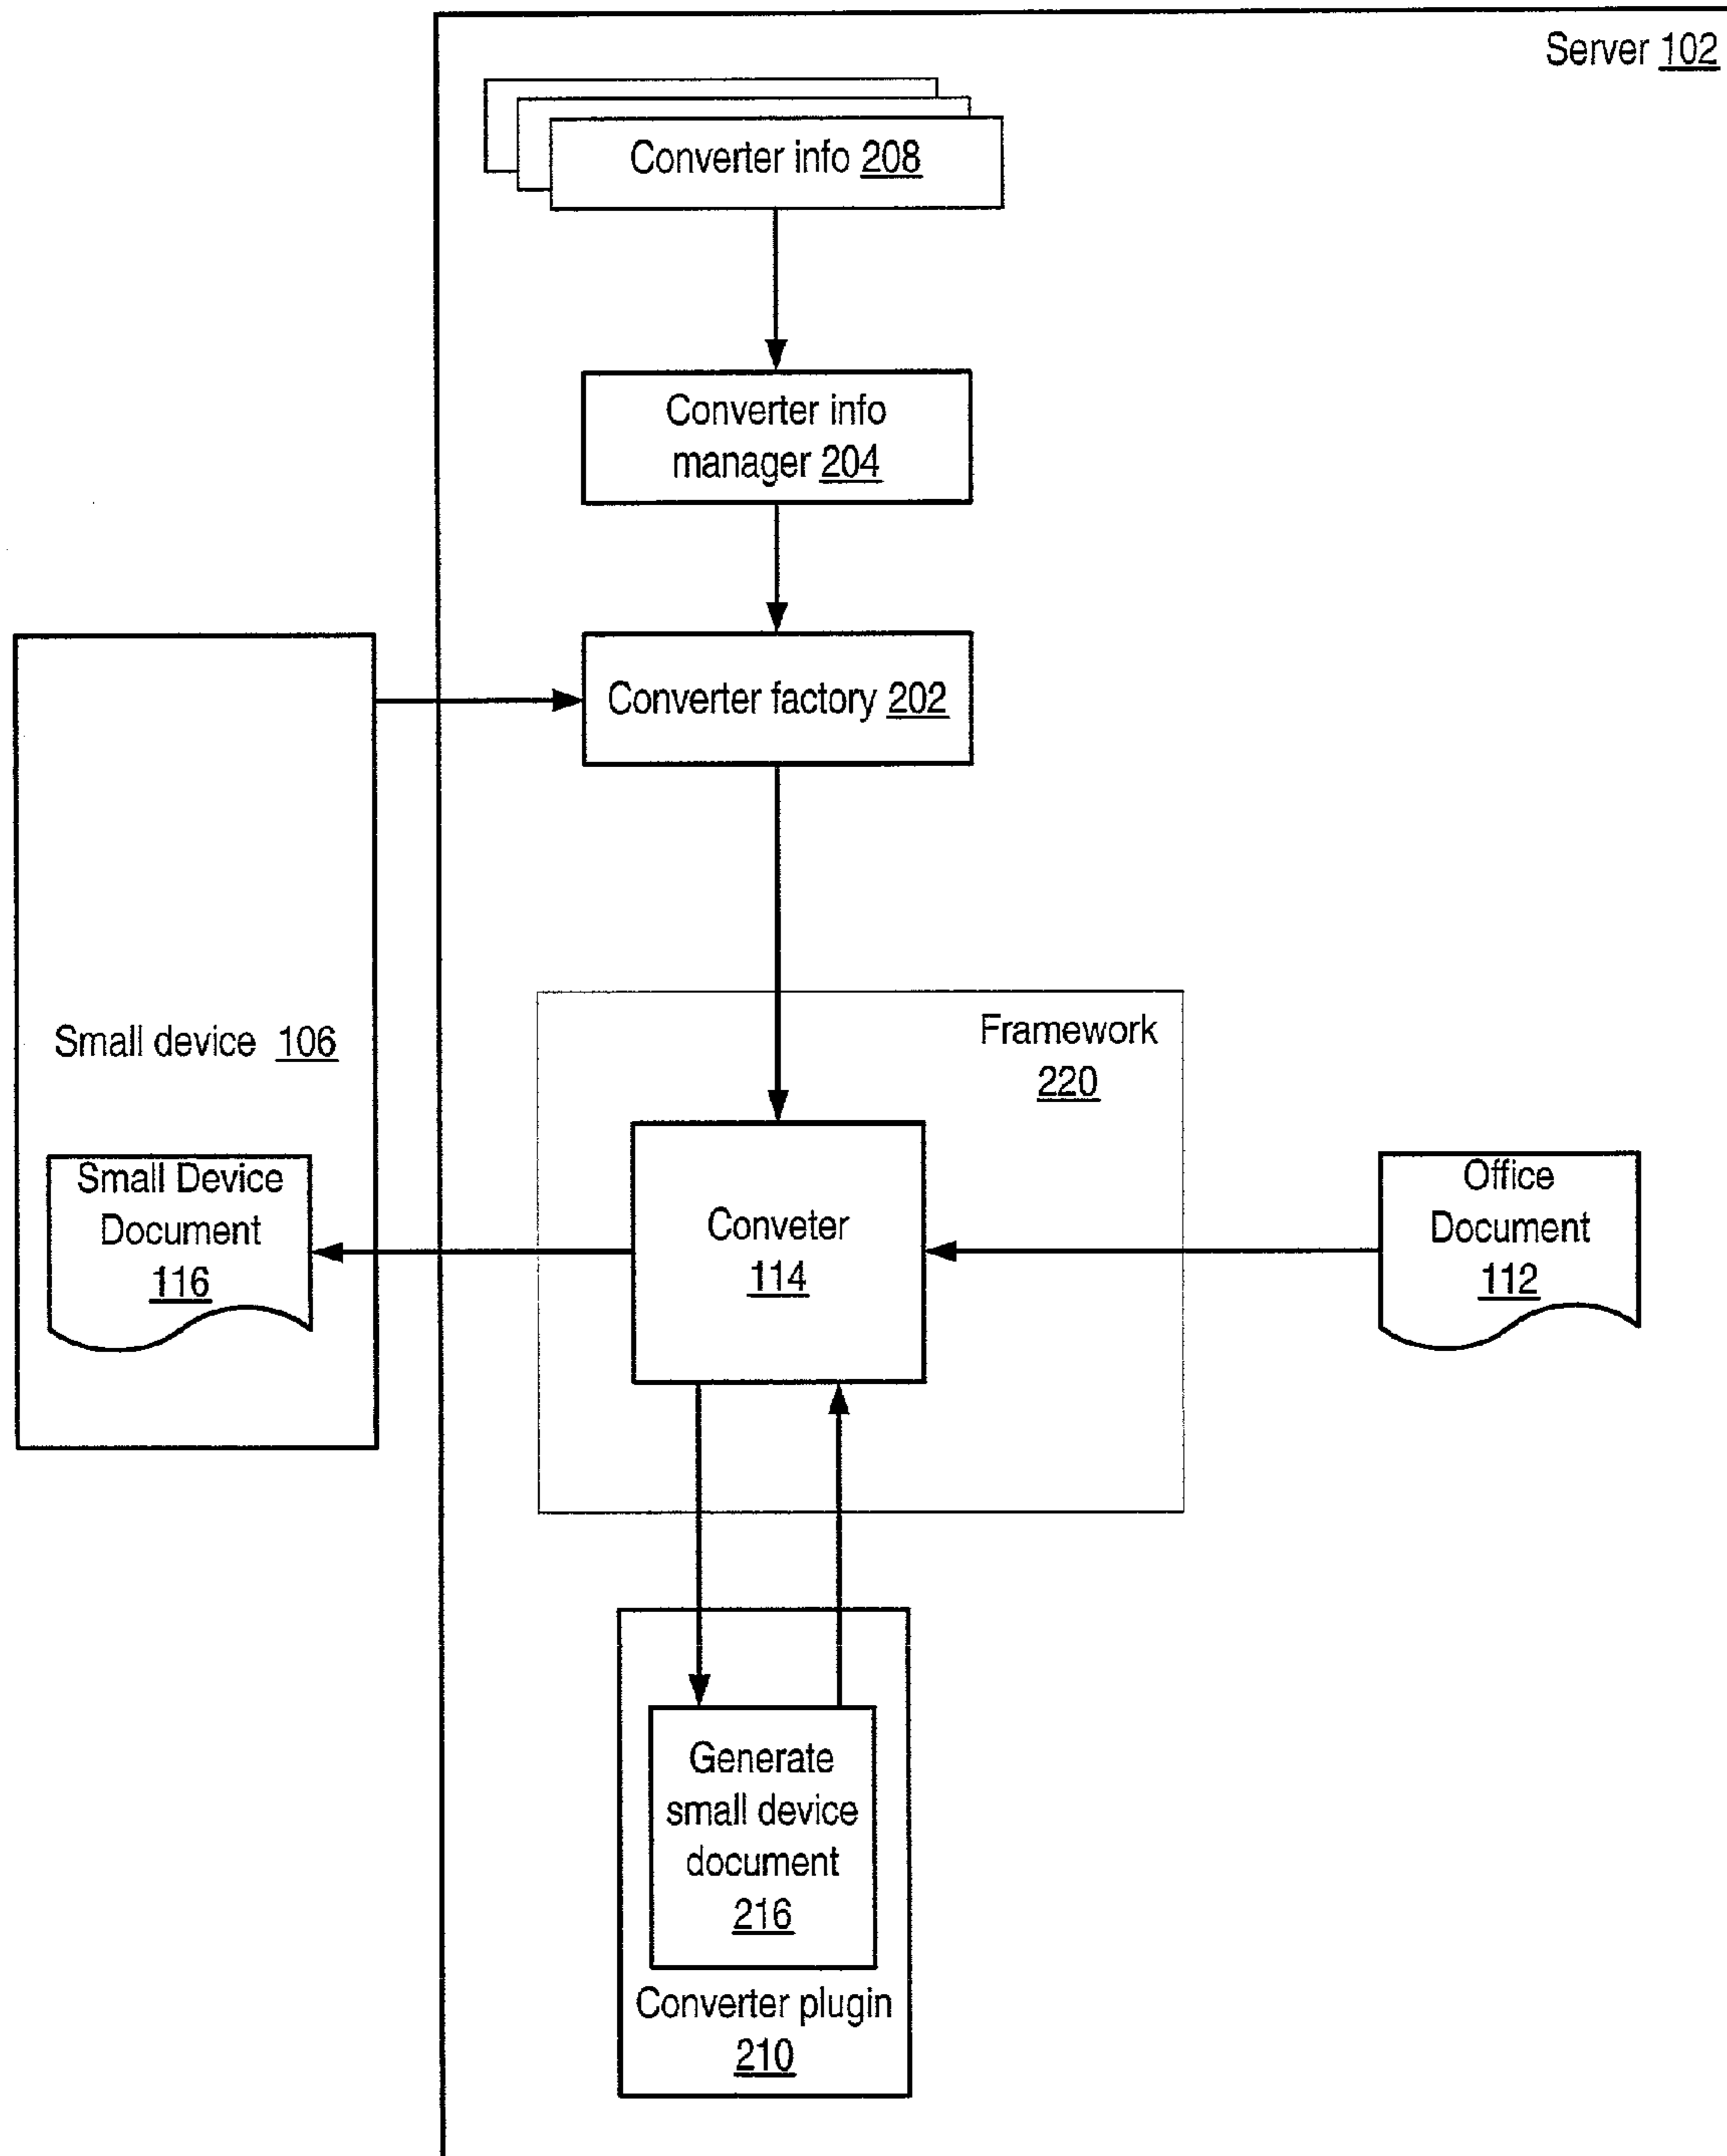 Server 102
Converter info 208
Converter info
manager 204
Converter factory 202
Small device 106
Framework
220
Small Device
Document
116
Conveter
114
Office
Document
112
Generate
small device
document
216
Converter plugin
210